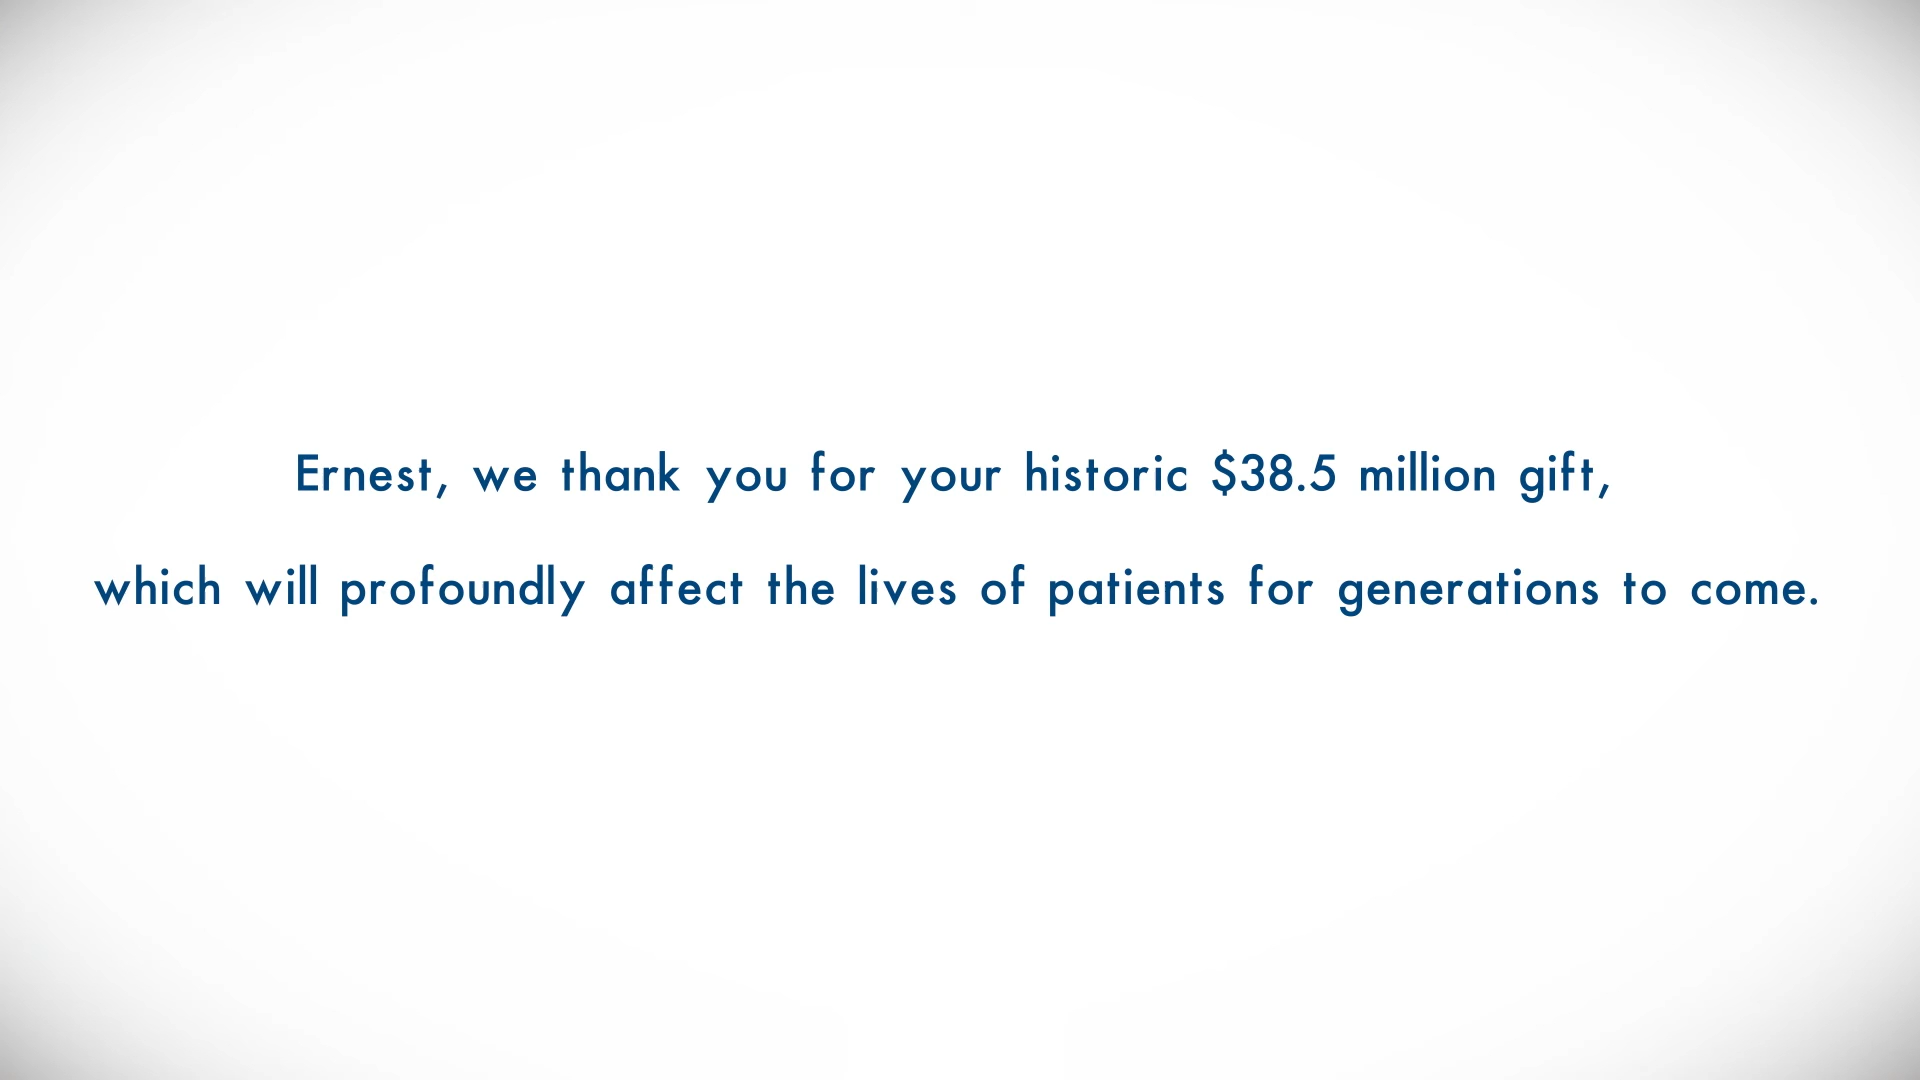 Ernest, we thank you for your historic $38.5 million gift,
which will profoundly affect the lives of patients for generations to come.